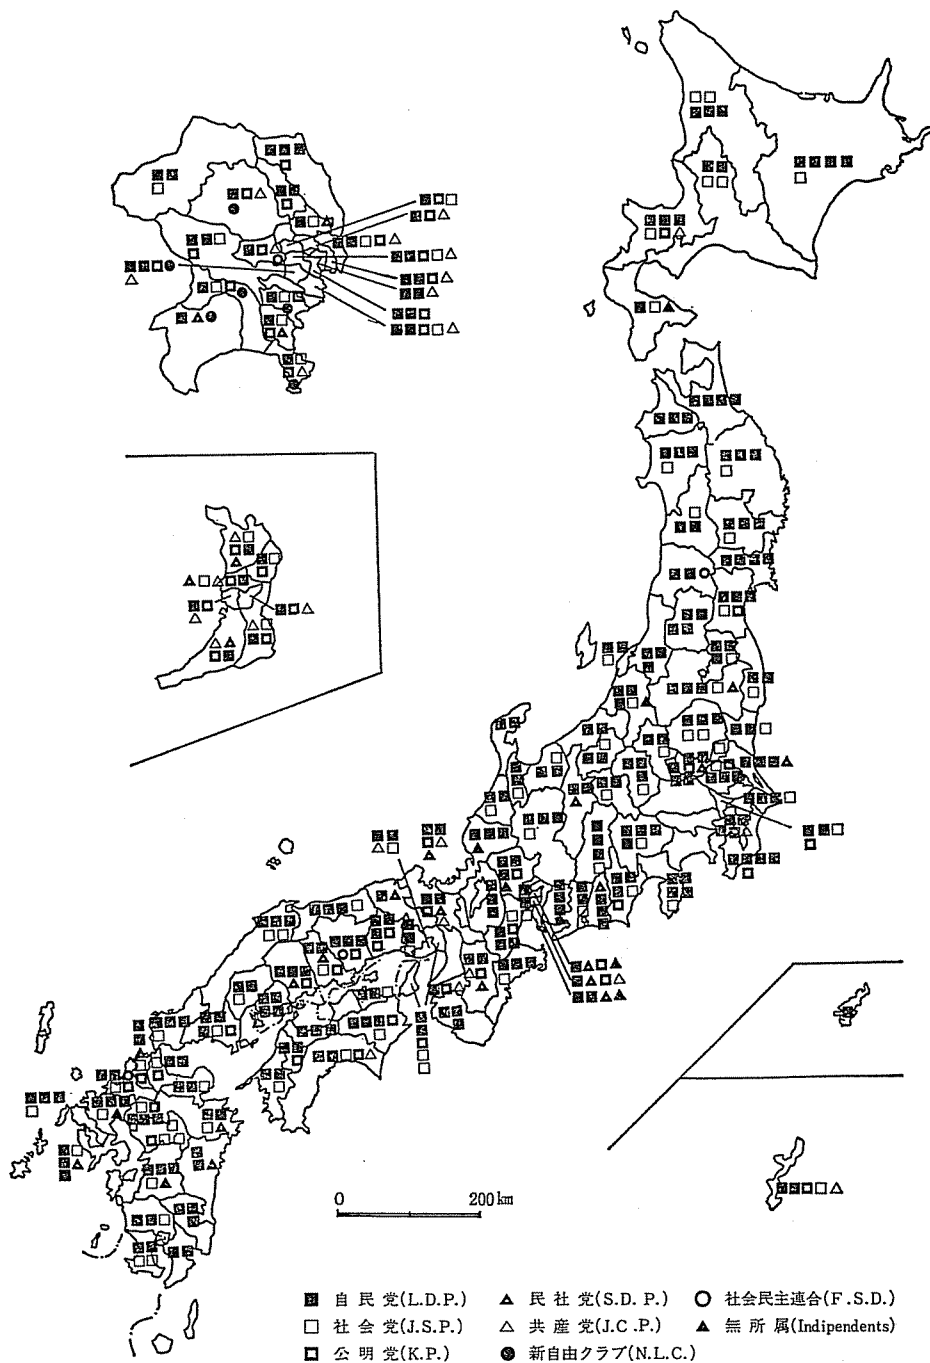 0 200km
■ 自民党(L.D.P.) ▲ 民社党(S.D.P.) ○ 社会民主連合(F.S.D.)
□ 社会党(J.S.P.) △ 共産党(J.C.P.) ▲ 無所属(Indipendents)
□ 公明党(K.P.) ● 新自由クラブ(N.L.C.)